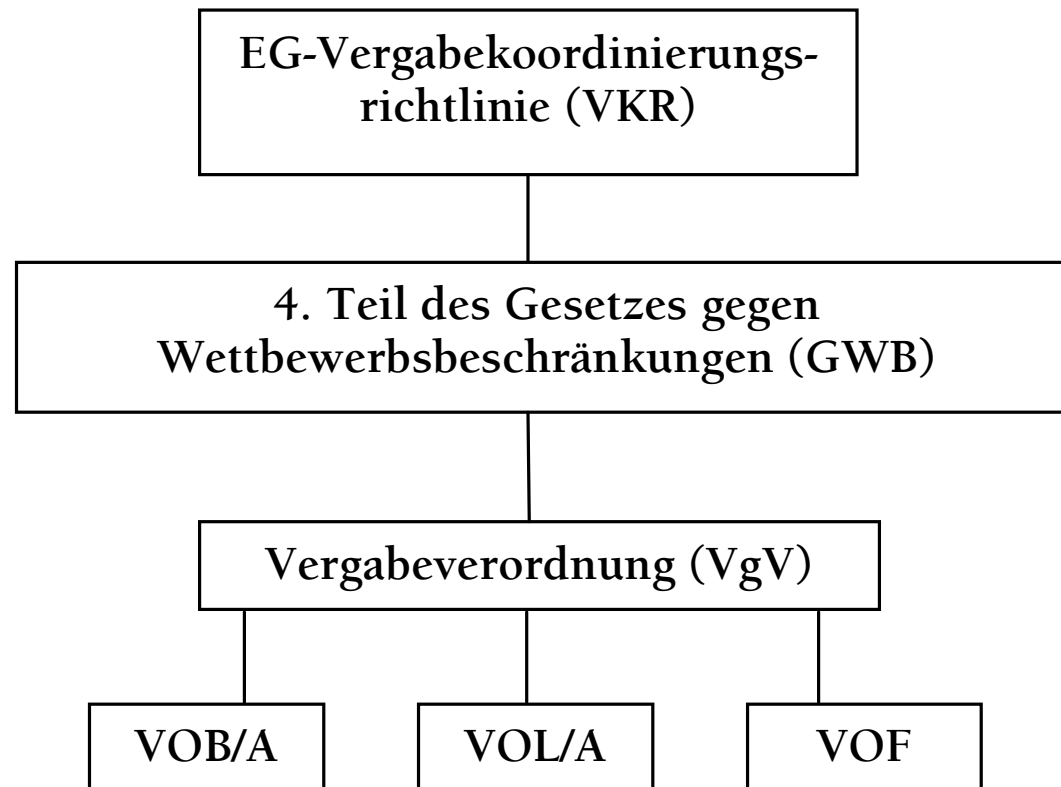 EG-Vergabekoordinierungs-
richtlinie (VKR)
4. Teil des Gesetzes gegen
Wettbewerbsbeschränkungen (GWB)
Vergabeverordnung (VgV)
VOB/A
VOL/A
VOF